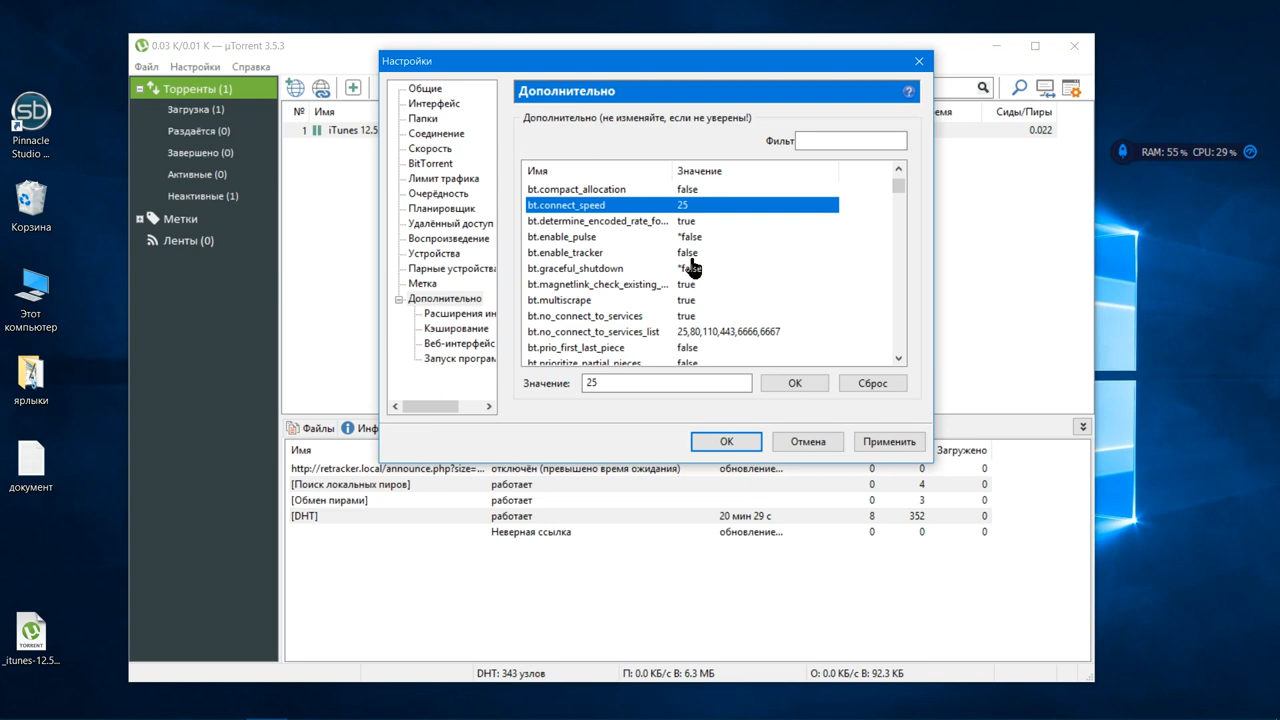 0.03 К/0.01 К — µTorrent 3.5.3
Файл Настройки Справка
Торренты (1)
Загрузка (1)
Раздаётся (0)
Завершено (0)
Активные (0)
Неактивные (1)
Метки
Ленты (0)
№ Имя
1 iTunes 12.5
емя Сиды/Пиры
0.022
Настройки
Общие
Интерфейс
Папки
Соединение
Скорость
BitTorrent
Лимит трафика
Очерёдность
Планировщик
Удалённый доступ
Воспроизведение
Устройства
Парные устройства
Метка
Дополнительно
Расширения ин
Кэширование
Веб-интерфейс
Запуск програм
Дополнительно
Дополнительно (не изменяйте, если не уверены!)
Фильт
Имя Значение
bt.compact_allocation false
bt.connect_speed 25
bt.determine_encoded_rate_fo... true
bt.enable_pulse *false
bt.enable_tracker false
bt.graceful_shutdown *false
bt.magnetlink_check_existing_... true
bt.multiscrape true
bt.no_connect_to_services true
bt.no_connect_to_services_list 25,80,110,443,6666,6667
bt.prio_first_last_piece false
bt.prioritize_partial_pieces false
Значение: 25 ОК Сброс
ОК Отмена Применить
Файлы Инф
Имя Загружено
http://retracker.local/announce.php?size=... отключён (превышено время ожидания) обновление... 0 0 0
[Поиск локальных пиров] работает 0 4 0
[Обмен пирами] работает 0 3 0
[DHT] работает 20 мин 29 с 8 352 0
Неверная ссылка обновление... 0 0 0
DHT: 343 узлов П: 0.0 КБ/с В: 6.3 МБ О: 0.0 КБ/с В: 92.3 КБ
Pinnacle
Studio ...
Корзина
Этот
компьютер
ярлыки
документ
TORRENT
_itunes-12.5...
RAM: 55 % CPU: 29 %